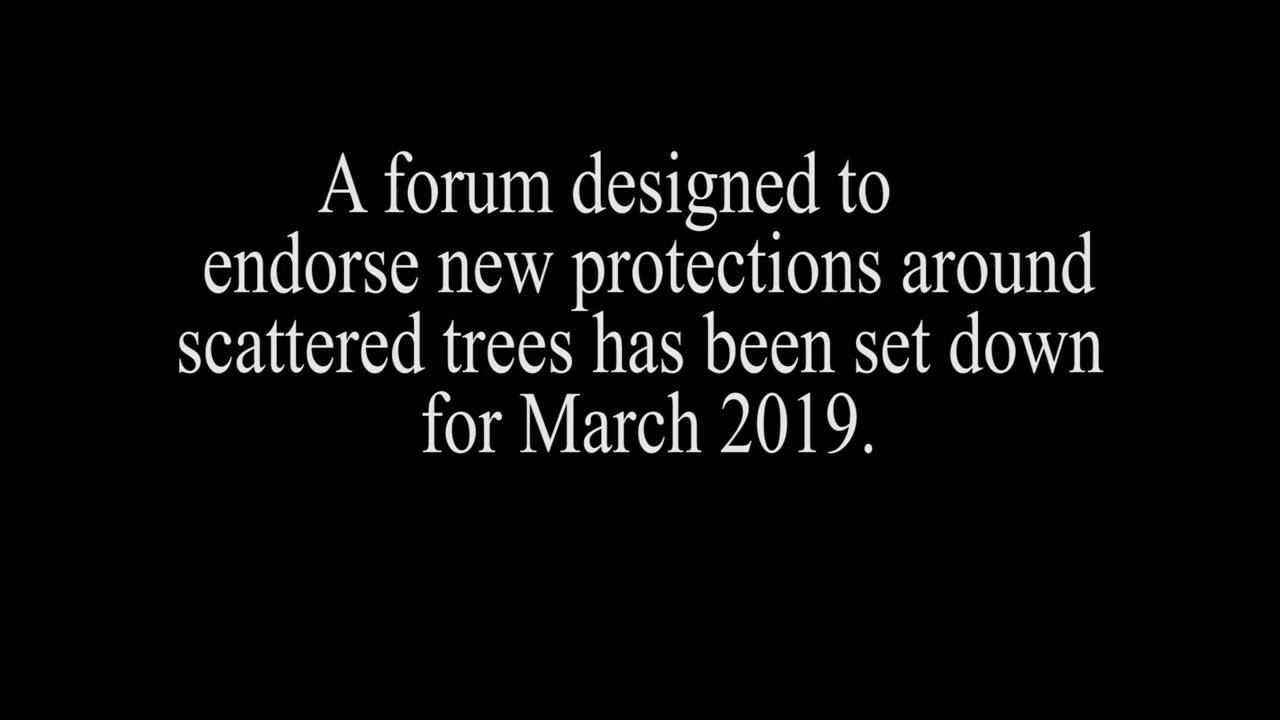 A forum designed to
endorse new protections around
scattered trees has been set down
for March 2019.